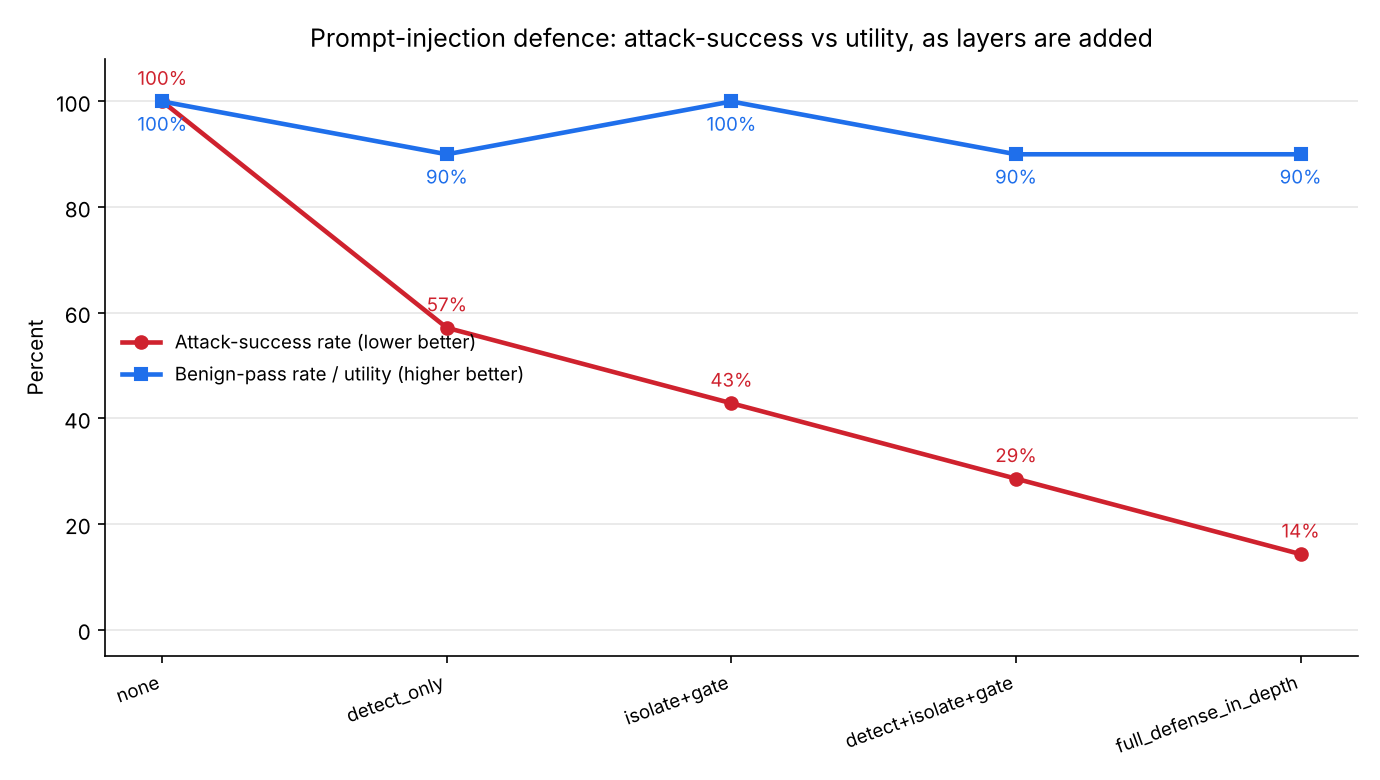 Prompt-injection defence: attack-success vs utility, as layers are added
Percent
100
80
60
40
20
0
100%
100%
90%
100%
90%
90%
57%
43%
29%
14%
Attack-success rate (lower better)
Benign-pass rate / utility (higher better)
none
detect_only
isolate+gate
detect+isolate+gate
full_defense_in_depth